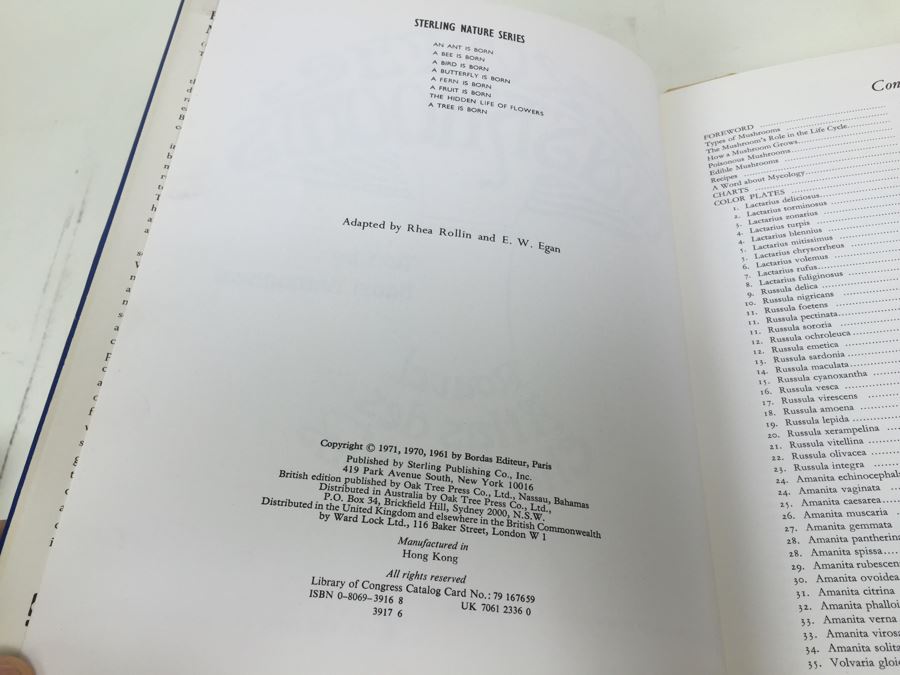 STERLING NATURE SERIES
AN ANT IS BORN
A BEE IS BORN
A BIRD IS BORN
A BUTTERFLY IS BORN
A FERN IS BORN
A FRUIT IS BORN
THE HIDDEN LIFE OF FLOWERS
A TREE IS BORN
Adapted by Rhea Rollin and E. W. Egan
Copyright © 1971, 1970, 1961 by Bordas Editeur, Paris
Published by Sterling Publishing Co., Inc.
419 Park Avenue South, New York 10016
British edition published by Oak Tree Press Co., Ltd., Nassau, Bahamas
Distributed in Australia by Oak Tree Press Co., Ltd.,
P.O. Box 34, Brickfield Hill, Sydney 2000, N.S.W.
Distributed in the United Kingdom and elsewhere in the British Commonwealth
by Ward Lock Ltd., 116 Baker Street, London W 1
Manufactured in
Hong Kong
All rights reserved
Library of Congress Catalog Card No.: 79 167659
ISBN 0-8069-3916 8 UK 7061 2336 0
3917 6
FOREWORD
Types of Mushrooms
The Mushroom's Role in the Life Cycle
How a Mushroom Grows
Poisonous Mushrooms
Edible Mushrooms
Recipes
A Word about Mycology
CHARTS
COLOR PLATES
1. Lactarius deliciosus
2. Lactarius torminosus
3. Lactarius zonarius
4. Lactarius turpis
4. Lactarius blennius
5. Lactarius mitissimus
5. Lactarius chrysorrheus
6. Lactarius volemus
7. Lactarius rufus
8. Lactarius fuliginosus
9. Russula delica
10. Russula nigricans
11. Russula foetens
11. Russula pectinata
11. Russula sororia
12. Russula ochroleuca
12. Russula emetica
13. Russula sardonia
14. Russula maculata
15. Russula cyanoxantha
16. Russula vesca
17. Russula virescens
18. Russula amoena
19. Russula lepida
20. Russula xerampelina
21. Russula vitellina
22. Russula olivacea
23. Russula integra
24. Amanita echinocephal
24. Amanita vaginata
25. Amanita caesarea
26. Amanita muscaria
27. Amanita gemmata
28. Amanita pantherina
28. Amanita spissa
29. Amanita rubescen
30. Amanita ovoidea
31. Amanita citrina
32. Amanita phalloi
33. Amanita verna
33. Amanita viros
34. Amanita solita
35. Volvaria gloio